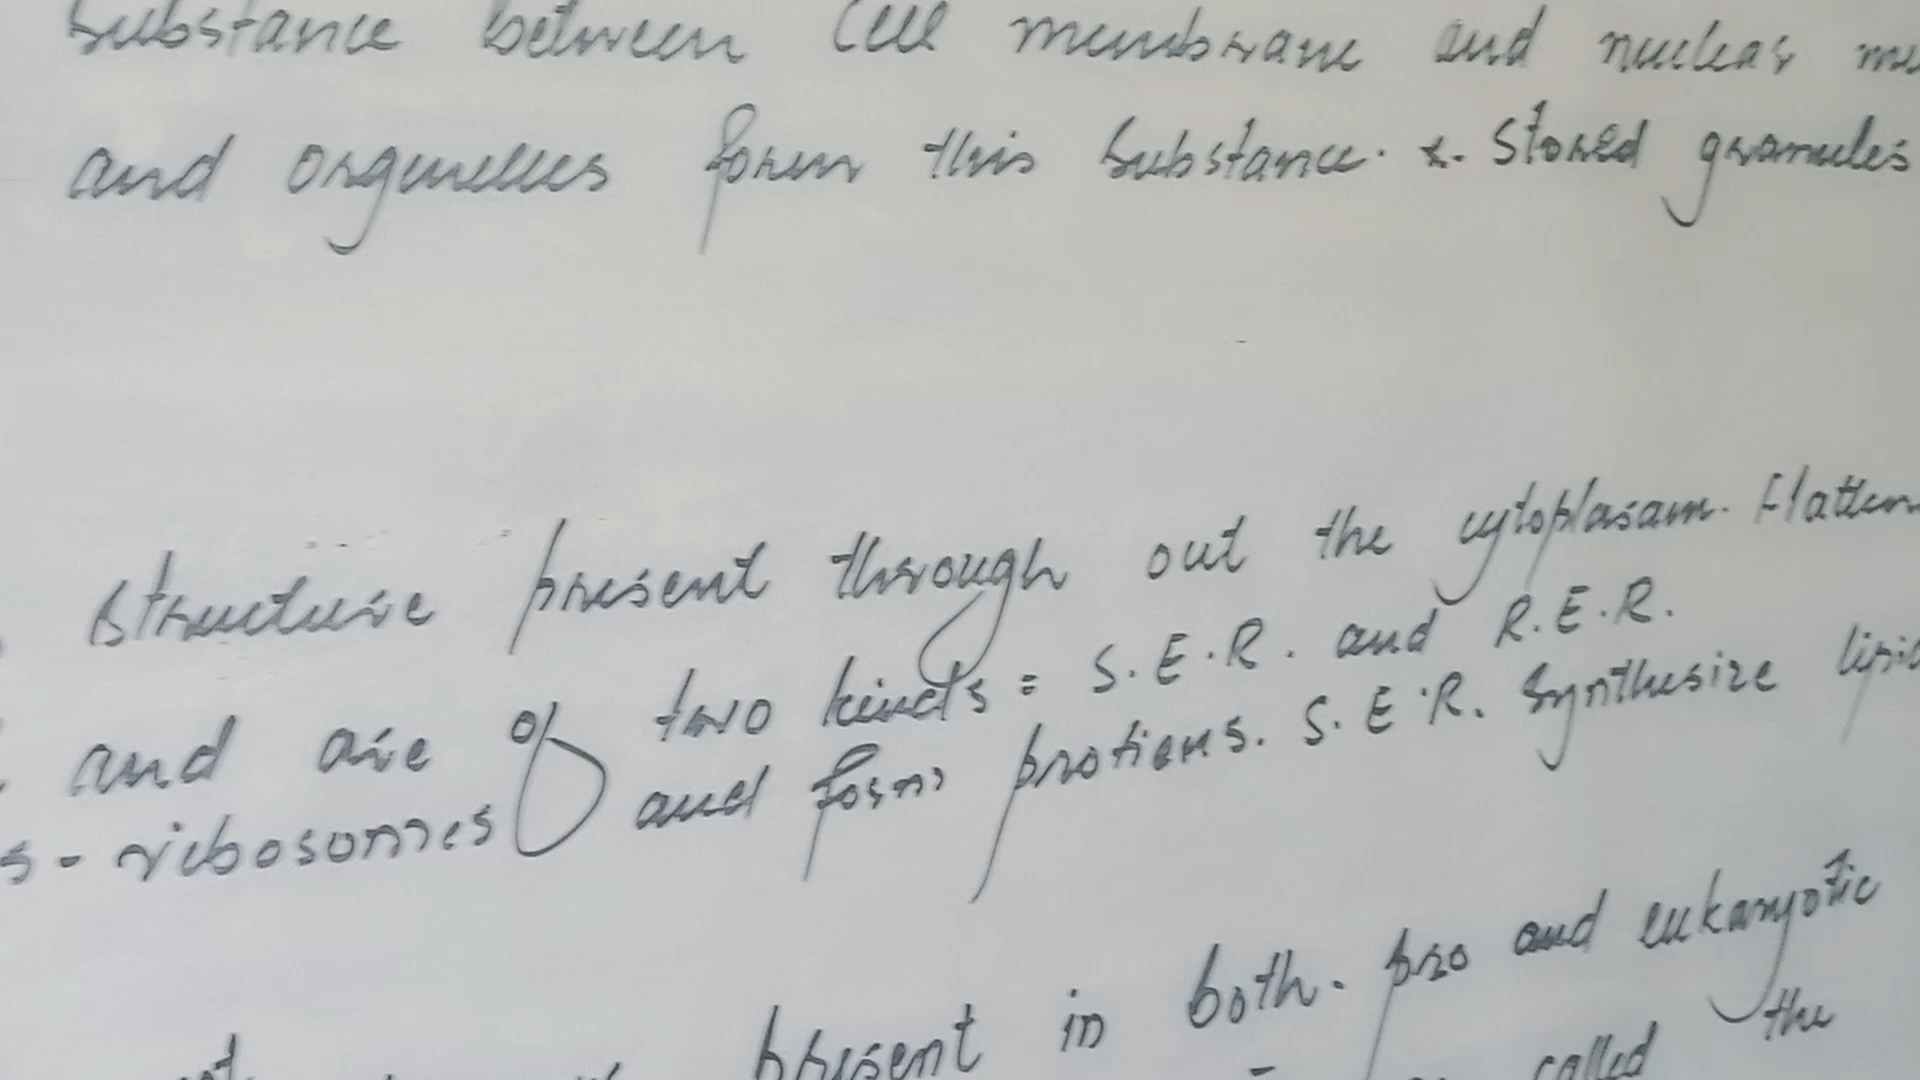 Substance between Cell membrane and nuclear
and organelles form this Substance. x. Stored granules
Structure present through out the cytoplasam. Flatten
and are of two kinds = S.E.R. and R.E.R.
s - ribosomes and form protiens. S.E.R. Synthesize
present in both. pro and eukaryotic
called the